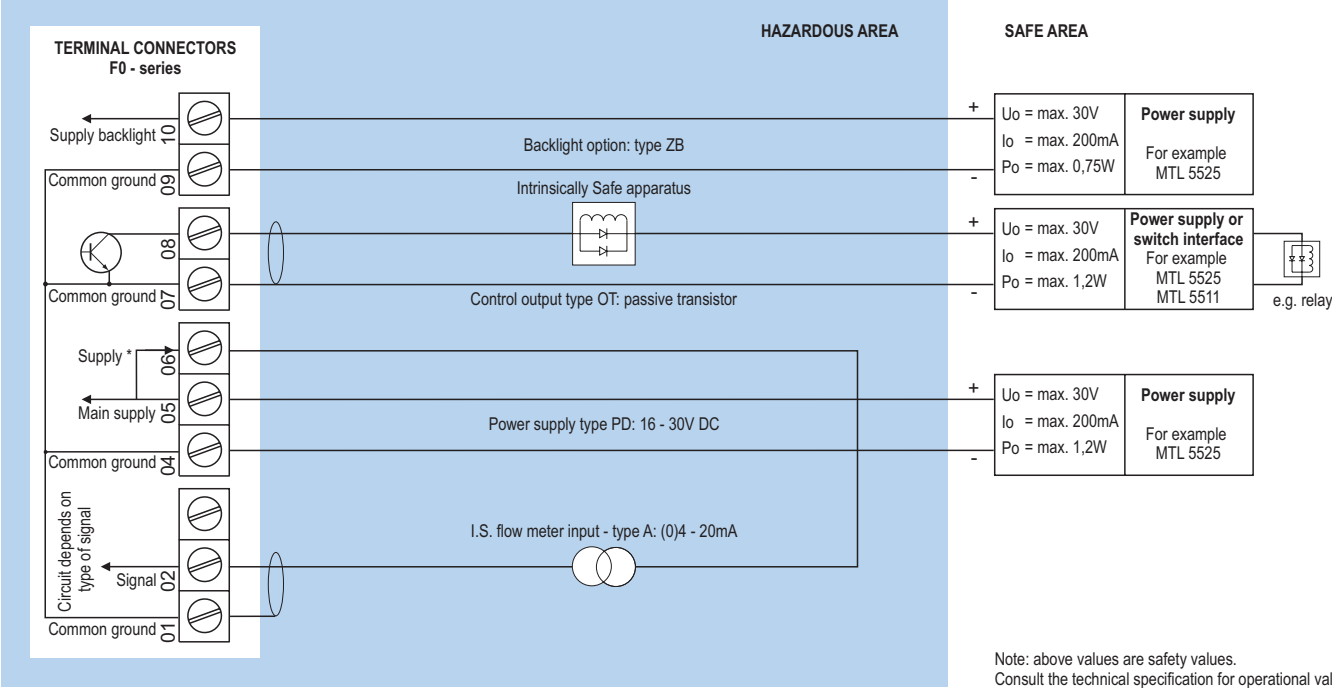 HAZARDOUS AREA
SAFE AREA
TERMINAL CONNECTORS
F0 - series
Supply backlight
10
Backlight option: type ZB
+
Uo = max. 30V
Io = max. 200mA
Po = max. 0,75W
Power supply
For example
MTL 5525
Common ground
09
-
Intrinsically Safe apparatus
08
+
Uo = max. 30V
Io = max. 200mA
Po = max. 1,2W
Power supply or
switch interface
For example
MTL 5525
MTL 5511
e.g. relay
Common ground
07
-
Control output type OT: passive transistor
Supply *
06
Main supply
05
Power supply type PD: 16 - 30V DC
+
Uo = max. 30V
Io = max. 200mA
Po = max. 1,2W
Power supply
For example
MTL 5525
Common ground
04
-
Circuit depends on
type of signal
I.S. flow meter input - type A: (0)4 - 20mA
Signal
02
Common ground
01
Note: above values are safety values.
Consult the technical specification for operational